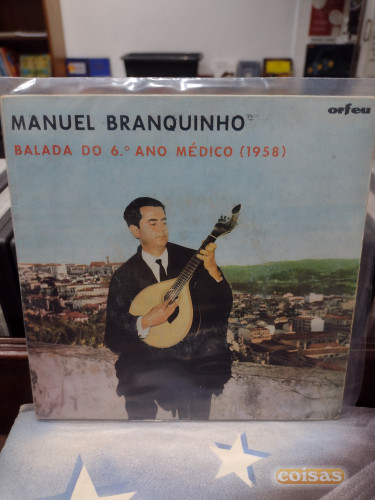 orfeu
MANUEL BRANQUINHO
BALADA DO 6.º ANO MÉDICO (1958)
coisas